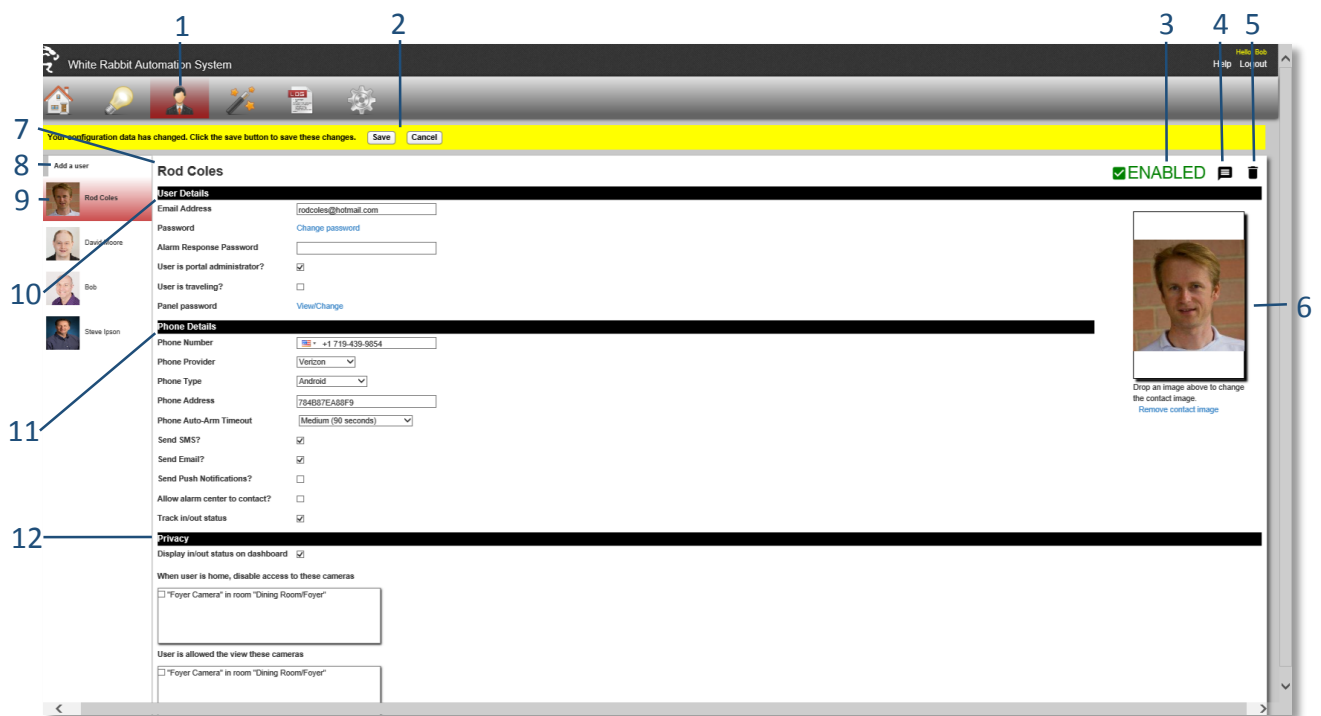 1 2 3 4 5
Hello Bob
White Rabbit Automation System Help Logout
LOG
7
Your configuration data has changed. Click the save button to save these changes. Save Cancel
8 Add a user
Rod Coles ENABLED
9 Rod Coles
User Details
Email Address rodcoles@hotmail.com
Password Change password
David Moore
Alarm Response Password
User is portal administrator?
10 Bob
User is traveling?
Panel password View/Change
6
Steve Ipson
Phone Details
Phone Number +1 719-439-9854
Phone Provider Verizon
Phone Type Android
Drop an image above to change
the contact image.
Remove contact image
Phone Address 784B87EA88F9
Phone Auto-Arm Timeout Medium (90 seconds)
11
Send SMS?
Send Email?
Send Push Notifications?
Allow alarm center to contact?
Track in/out status
12 Privacy
Display in/out status on dashboard
When user is home, disable access to these cameras
"Foyer Camera" in room "Dining Room/Foyer"
User is allowed the view these cameras
"Foyer Camera" in room "Dining Room/Foyer"